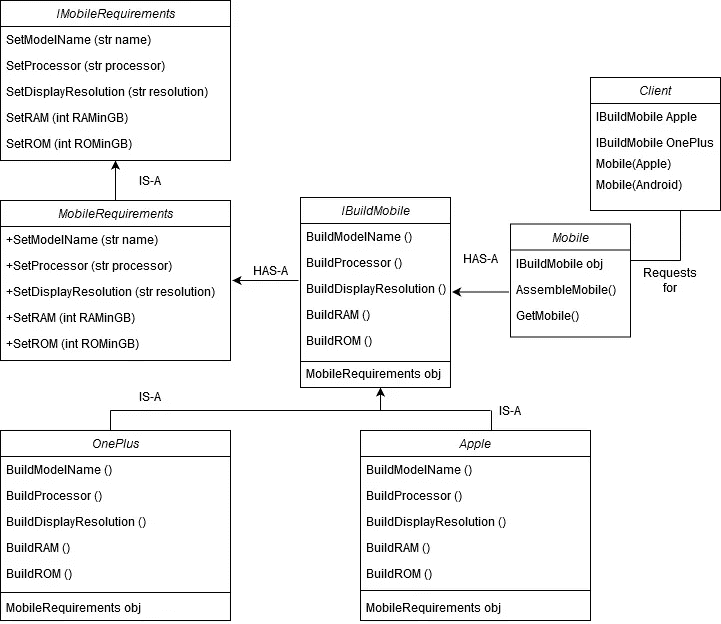 IMobileRequirements
SetModelName (str name)
SetProcessor (str processor)
SetDisplayResolution (str resolution)
SetRAM (int RAMinGB)
SetROM (int ROMinGB)
IS-A
MobileRequirements
+SetModelName (str name)
+SetProcessor (str processor)
+SetDisplayResolution (str resolution)
+SetRAM (int RAMinGB)
+SetROM (int ROMinGB)
HAS-A
IBuildMobile
BuildModelName ()
BuildProcessor ()
BuildDisplayResolution ()
BuildRAM ()
BuildROM ()
MobileRequirements obj
HAS-A
Mobile
IBuildMobile obj
AssembleMobile()
GetMobile()
Client
IBuildMobile Apple
IBuildMobile OnePlus
Mobile(Apple)
Mobile(Android)
Requests
for
IS-A
IS-A
OnePlus
BuildModelName ()
BuildProcessor ()
BuildDisplayResolution ()
BuildRAM ()
BuildROM ()
MobileRequirements obj
Apple
BuildModelName ()
BuildProcessor ()
BuildDisplayResolution ()
BuildRAM ()
BuildROM ()
MobileRequirements obj